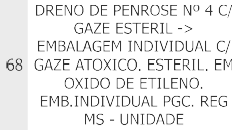 DRENO DE PENROSE Nº 4 C/
GAZE ESTERIL ->
EMBALAGEM INDIVIDUAL C/
68 GAZE ATOXICO. ESTERIL. EM
OXIDO DE ETILENO.
EMB.INDIVIDUAL PGC. REG
MS - UNIDADE